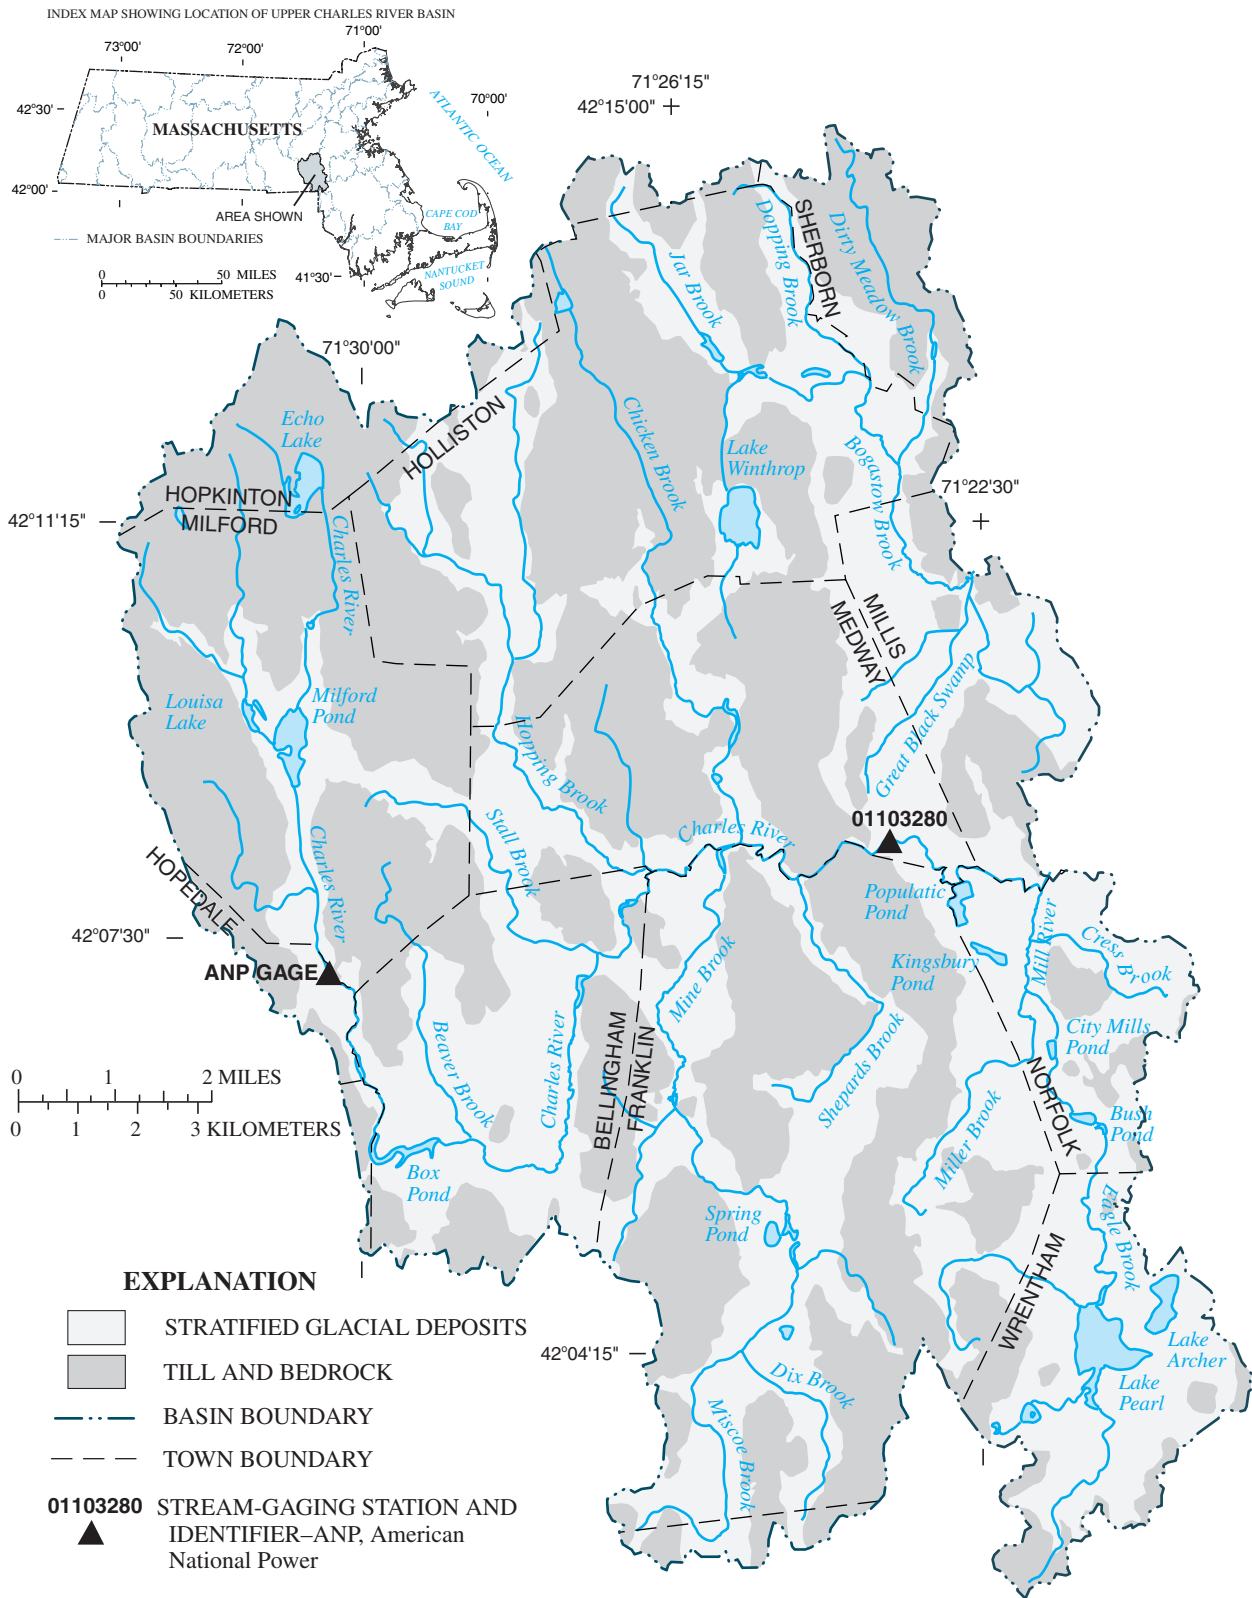 INDEX MAP SHOWING LOCATION OF UPPER CHARLES RIVER BASIN
71°00'
73°00'
72°00'
42°30'
70°00'
ATLANTIC OCEAN
MASSACHUSETTS
42°00'
AREA SHOWN
CAPE COD
BAY
MAJOR BASIN BOUNDARIES
NANTUCKET
SOUND
41°30'
0 50 MILES
0 50 KILOMETERS
71°26'15"
42°15'00"
SHERBORN
Dopping Brook
Dirty Meadow Brook
Jar Brook
71°30'00"
Echo
Lake
HOLLISTON
Chicken Brook
Lake
Winthrop
Bogastow Brook
71°22'30"
HOPKINTON
42°11'15"
MILFORD
Charles River
MILLIS
MEDWAY
Louisa
Lake
Milford
Pond
Great Black Swamp
Hopping Brook
Stall Brook
Charles River
01103280
Charles River
HOPEDALE
Populatic
Pond
42°07'30"
ANP GAGE
Mine Brook
Kingsbury
Pond
Mill River
Cress Brook
City Mills
Pond
Beaver Brook
Charles River
BELLINGHAM
FRANKLIN
Shepards Brook
0 1 2 MILES
0 1 2 3 KILOMETERS
NORFOLK
Miller Brook
Bush
Pond
Box
Pond
Spring
Pond
Eagle Brook
WRENTHAM
EXPLANATION
STRATIFIED GLACIAL DEPOSITS
Lake
Archer
42°04'15"
TILL AND BEDROCK
Dix Brook
Lake
Pearl
Miscoe Brook
BASIN BOUNDARY
TOWN BOUNDARY
01103280 STREAM-GAGING STATION AND
IDENTIFIER–ANP, American
National Power